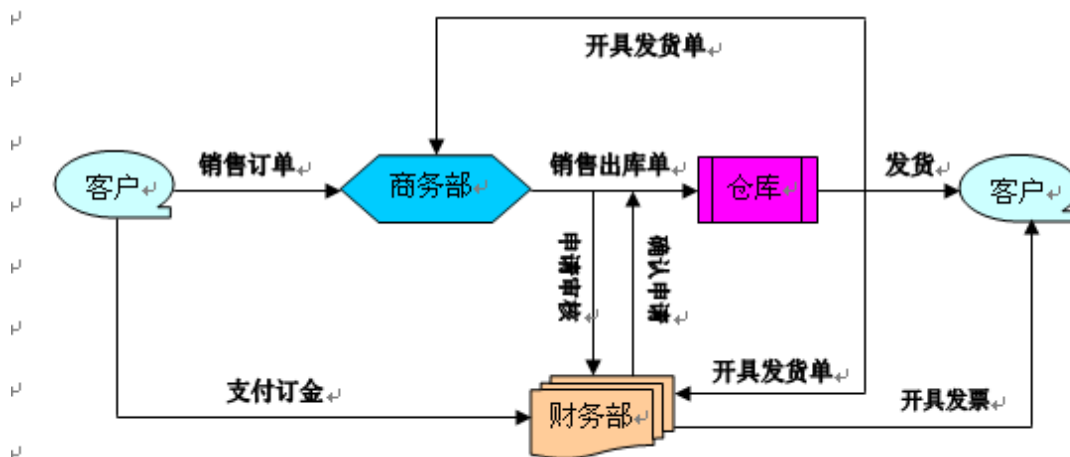 开具发货单
客户
销售订单
商务部
销售出库单
仓库
发货
客户
申请审核
确认申请
支付订金
财务部
开具发货单
开具发票